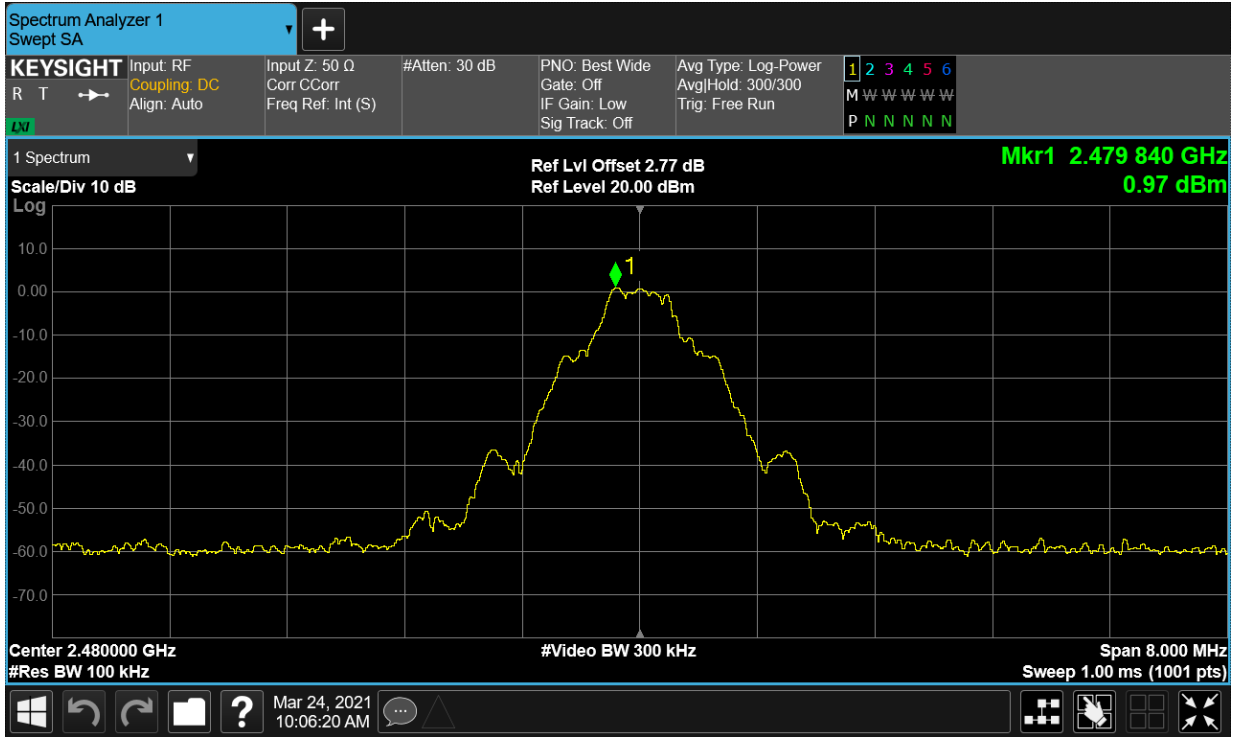 Spectrum Analyzer 1
Swept SA
KEYSIGHT
R T
LXI
Input: RF
Coupling: DC
Align: Auto
Input Z: 50 Ω
Corr CCorr
Freq Ref: Int (S)
#Atten: 30 dB
PNO: Best Wide
Gate: Off
IF Gain: Low
Sig Track: Off
Avg Type: Log-Power
Avg|Hold: 300/300
Trig: Free Run
1 2 3 4 5 6
M W W W W W
P N N N N N
1 Spectrum
Scale/Div 10 dB
Log
Ref Lvl Offset 2.77 dB
Ref Level 20.00 dBm
Mkr1 2.479 840 GHz
0.97 dBm
10.0
0.00
-10.0
-20.0
-30.0
-40.0
-50.0
-60.0
-70.0
1
Center 2.480000 GHz
#Res BW 100 kHz
#Video BW 300 kHz
Span 8.000 MHz
Sweep 1.00 ms (1001 pts)
?
Mar 24, 2021
10:06:20 AM